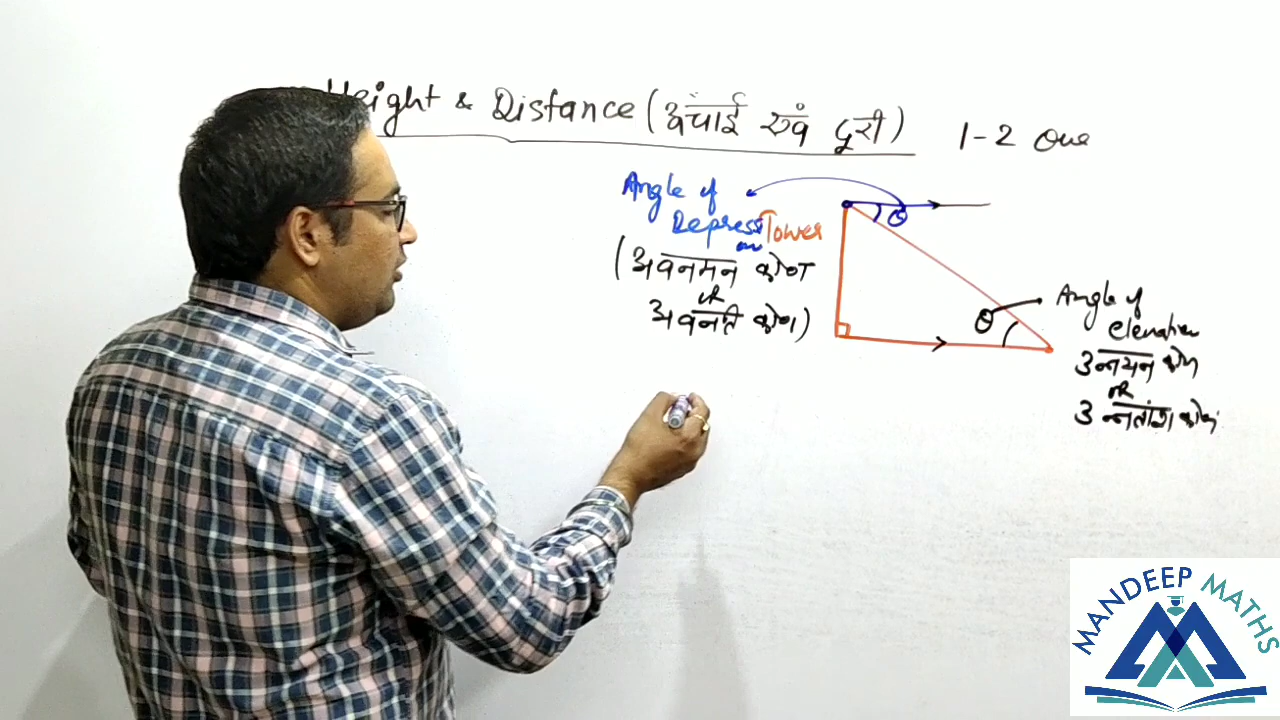 Height & Distance (ऊंचाई एवं दूरी) 1-2 Que
Angle of
Depression
Tower
(अवनमन कोण
OR
अवनति कोण)
θ
θ
Angle of
elevation
उन्नयन कोण
OR
उन्नतांश कोण
MANDEEP MATHS